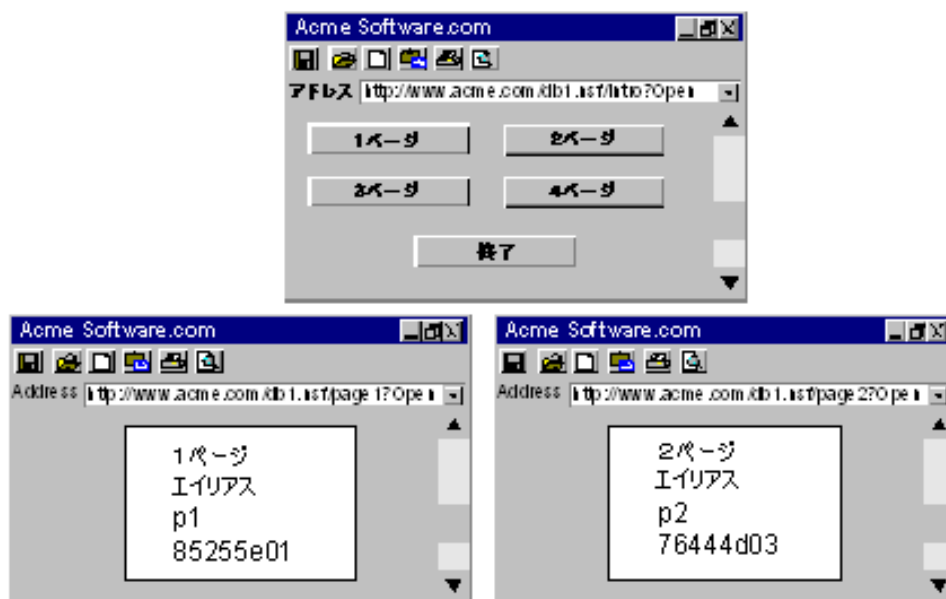 Acme Software.com
アドレス http://www.acme.com/db1.nsf/Intro?Open
1ページ 2ページ
3ページ 4ページ
終了
Acme Software.com
Address http://www.acme.com/db1.nsf/page1?Open
1ページ
エイリアス
p1
85255e01
Acme Software.com
Address http://www.acme.com/db1.nsf/page2?Open
2ページ
エイリアス
p2
76444d03